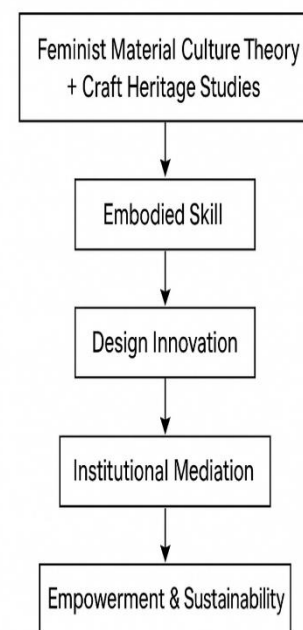 Feminist Material Culture Theory
+ Craft Heritage Studies
Embodied Skill
Design Innovation
Institutional Mediation
Empowerment & Sustainability